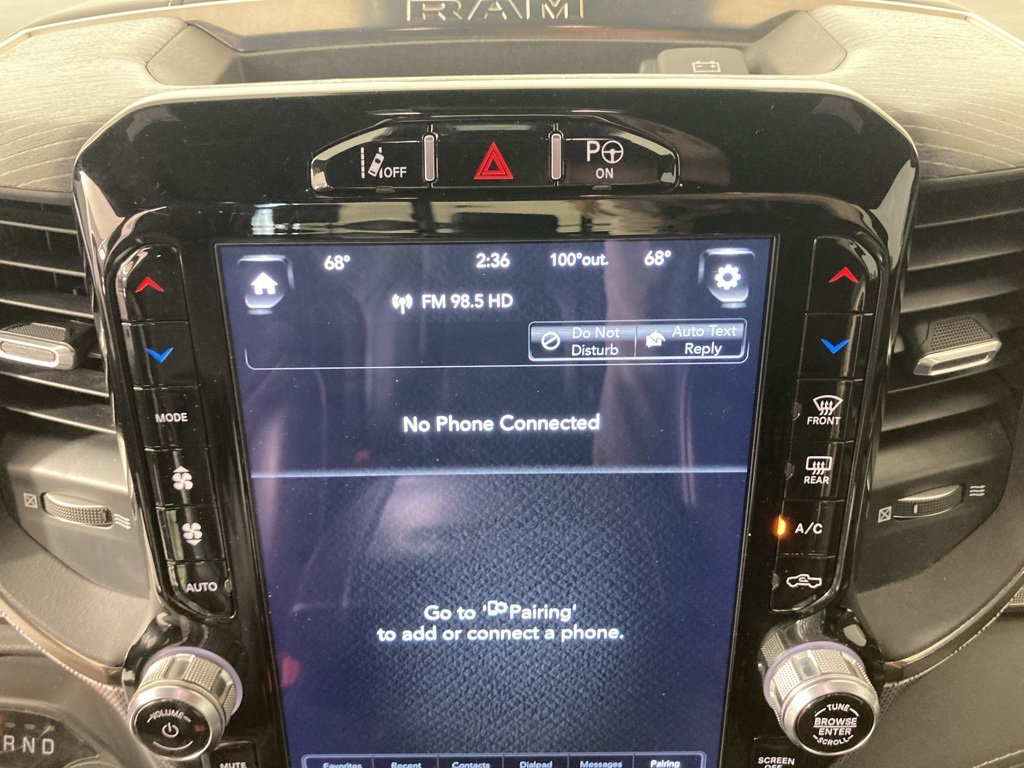 RAM
OFF
P
ON
68°
2:36
100°out.
68°
FM 98.5 HD
Do Not
Disturb
Auto Text
Reply
No Phone Connected
MODE
FRONT
REAR
A/C
AUTO
Go to 'Pairing'
to add or connect a phone.
VOLUME
TUNE
BROWSE
ENTER
SCROLL
RND
MUTE
Favorites
Recent
Contacts
Dialpad
Messages
Pairing
SCREEN
OFF